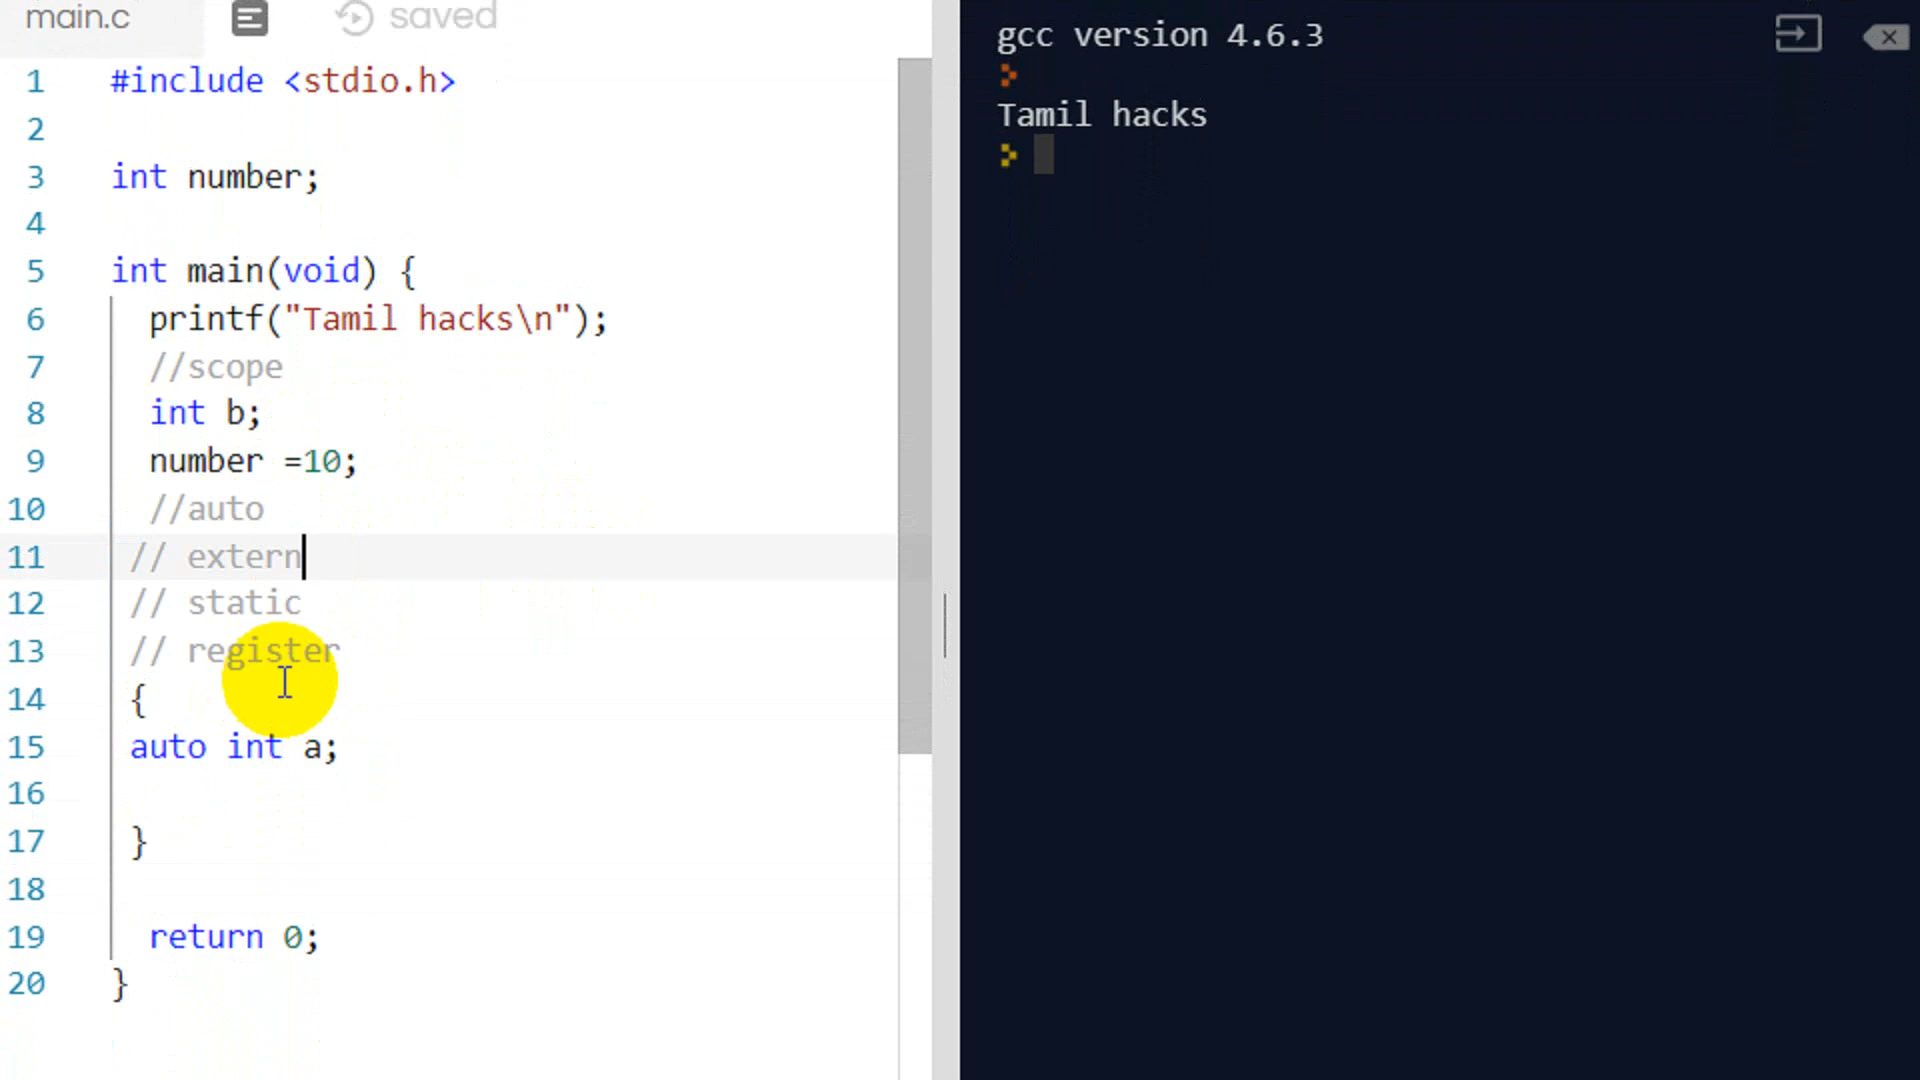 main.c saved
1 #include <stdio.h>
2
3 int number;
4
5 int main(void) {
6 printf("Tamil hacks\n");
7 //scope
8 int b;
9 number =10;
10 //auto
11 // extern
12 // static
13 // register
14 {
15 auto int a;
16
17 }
18
19 return 0;
20 }
gcc version 4.6.3
Tamil hacks